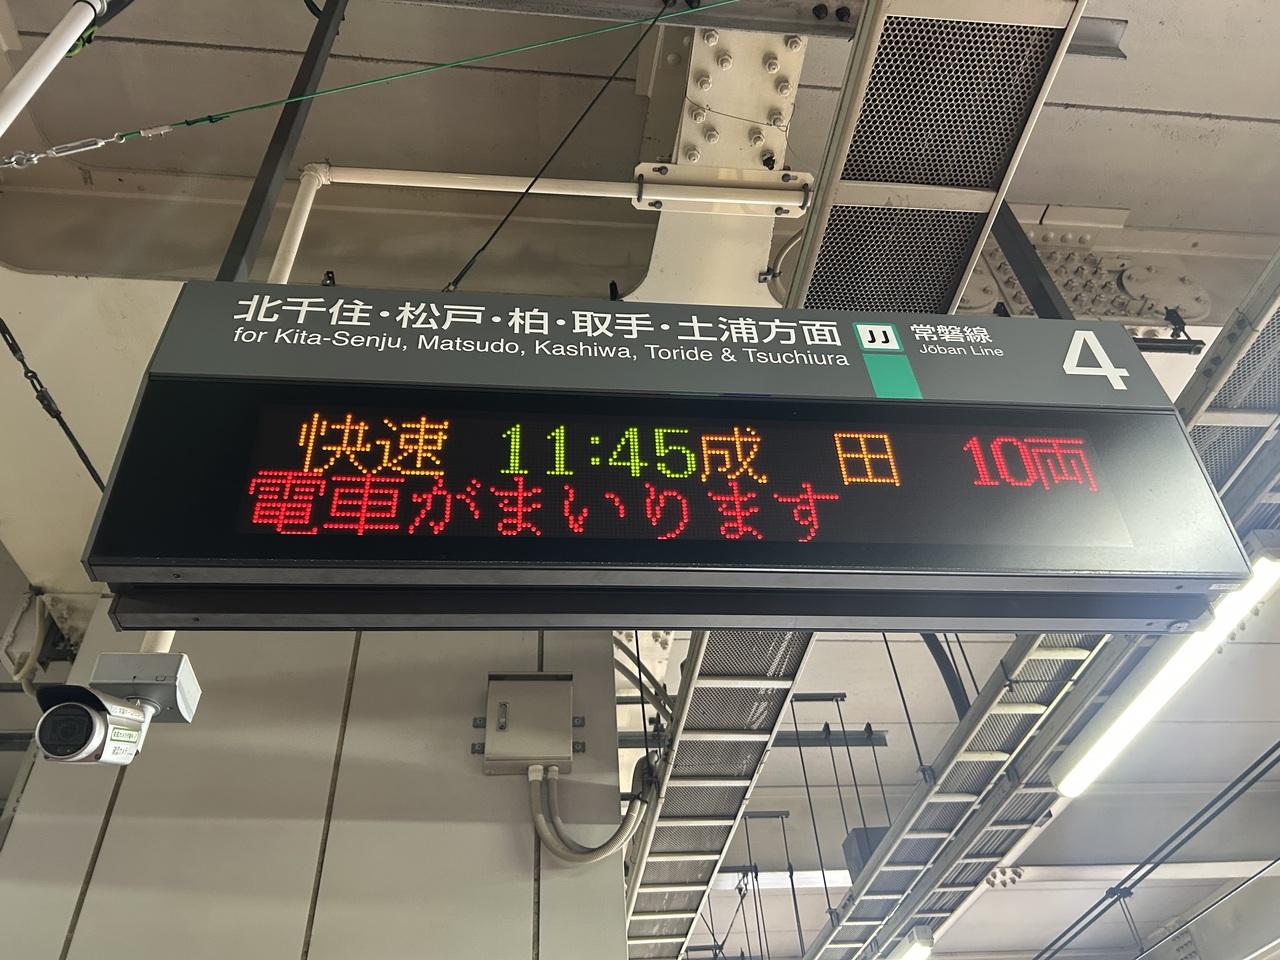 北千住・松戸・柏・取手・土浦方面 JJ 常磐線 4
for Kita-Senju, Matsudo, Kashiwa, Toride & Tsuchiura Jōban Line
快速 11:45 成田 10両
電車がまいります